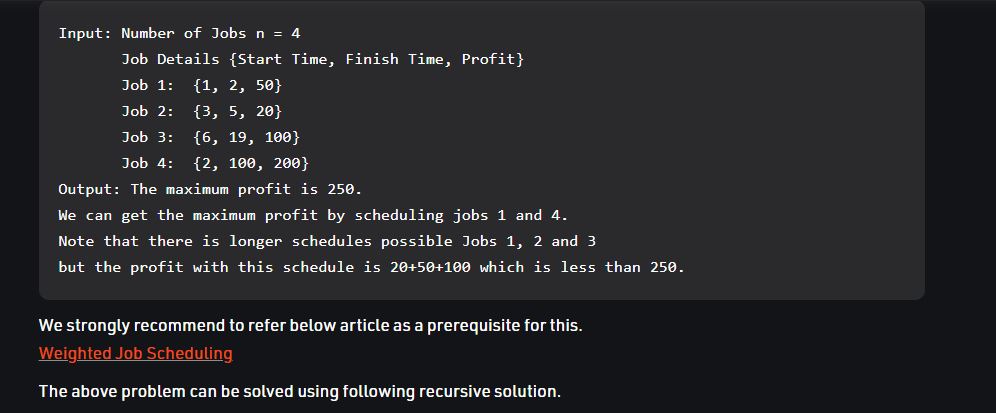 Input: Number of Jobs n = 4
Job Details {Start Time, Finish Time, Profit}
Job 1: {1, 2, 50}
Job 2: {3, 5, 20}
Job 3: {6, 19, 100}
Job 4: {2, 100, 200}
Output: The maximum profit is 250.
We can get the maximum profit by scheduling jobs 1 and 4.
Note that there is longer schedules possible Jobs 1, 2 and 3
but the profit with this schedule is 20+50+100 which is less than 250.
We strongly recommend to refer below article as a prerequisite for this.
Weighted Job Scheduling
The above problem can be solved using following recursive solution.